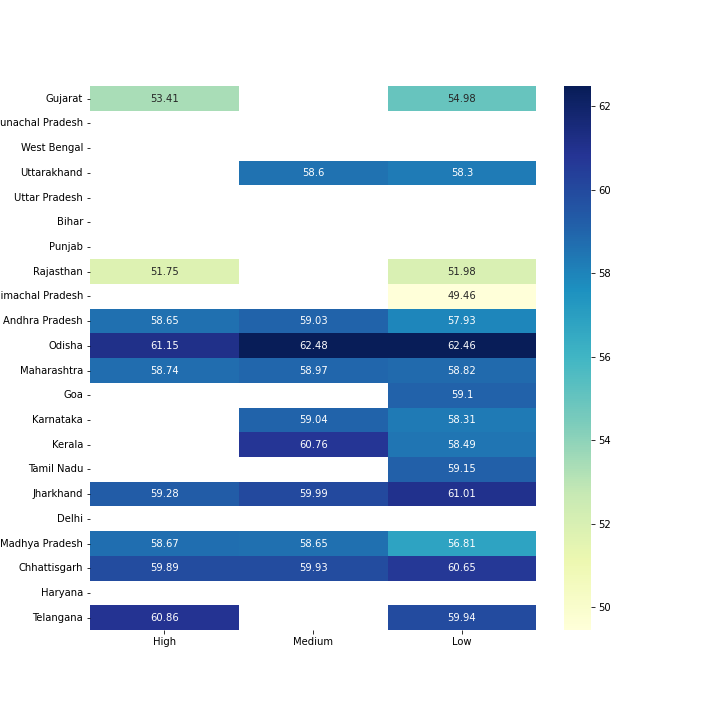 Gujarat 53.41 54.98
unachal Pradesh
West Bengal
Uttarakhand 58.6 58.3
Uttar Pradesh
Bihar
Punjab
Rajasthan 51.75 51.98
imachal Pradesh 49.46
Andhra Pradesh 58.65 59.03 57.93
Odisha 61.15 62.48 62.46
Maharashtra 58.74 58.97 58.82
Goa 59.1
Karnataka 59.04 58.31
Kerala 60.76 58.49
Tamil Nadu 59.15
Jharkhand 59.28 59.99 61.01
Delhi
Madhya Pradesh 58.67 58.65 56.81
Chhattisgarh 59.89 59.93 60.65
Haryana
Telangana 60.86 59.94
High Medium Low
62
60
58
56
54
52
50